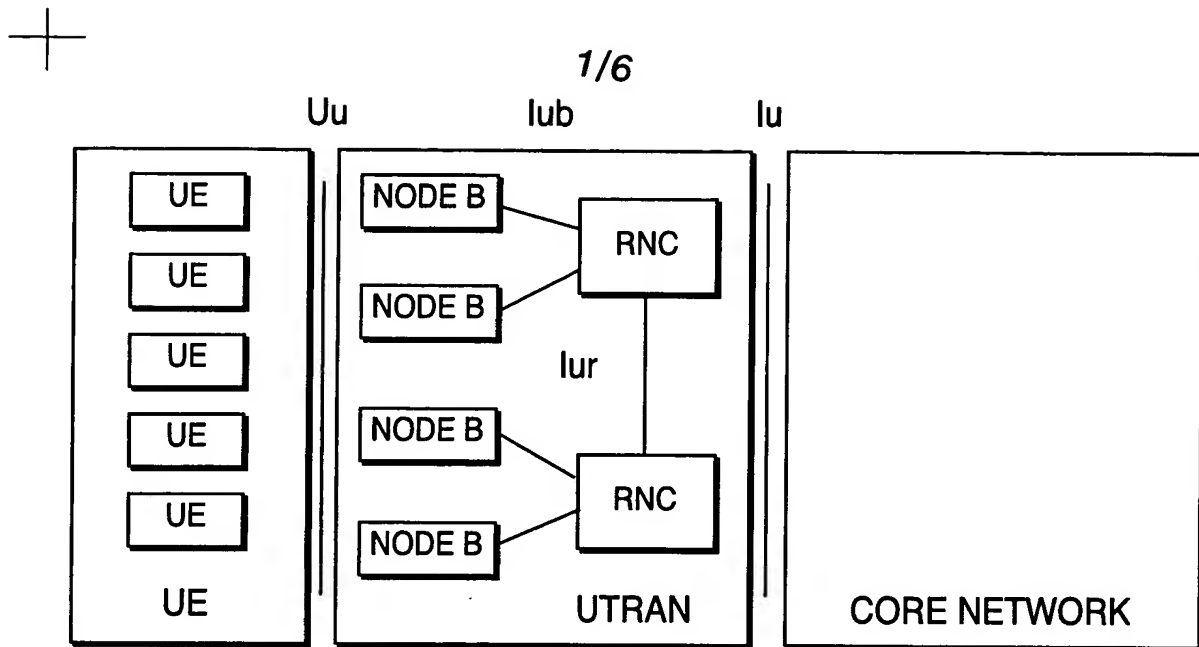 1/6
Uu Iub Iu
UE
UE
UE
UE
UE
UE
NODE B
NODE B
RNC
Iur
NODE B
NODE B
RNC
UTRAN
CORE NETWORK